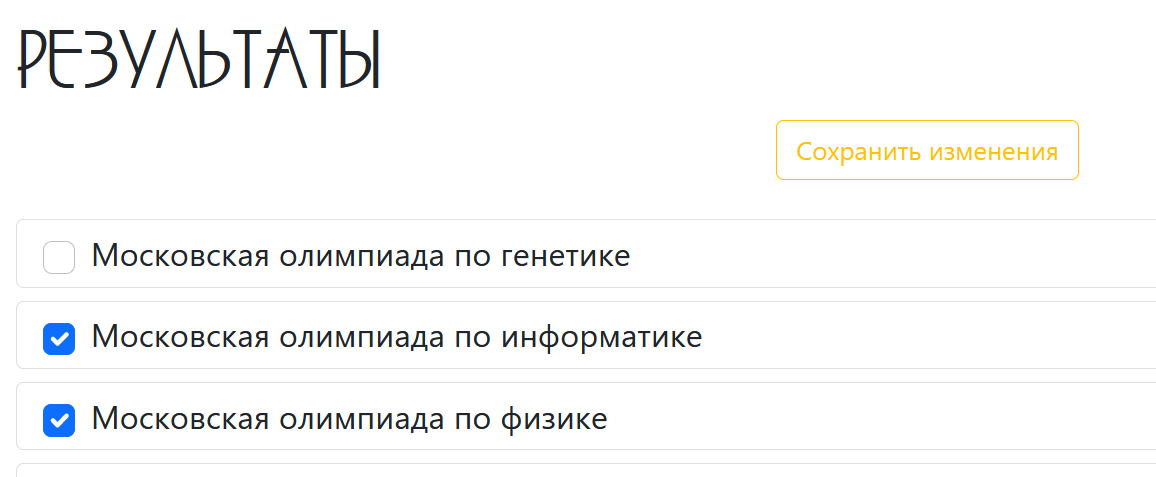 РЕЗУЛЬТАТЫ
Сохранить изменения
Московская олимпиада по генетике
Московская олимпиада по информатике
Московская олимпиада по физике